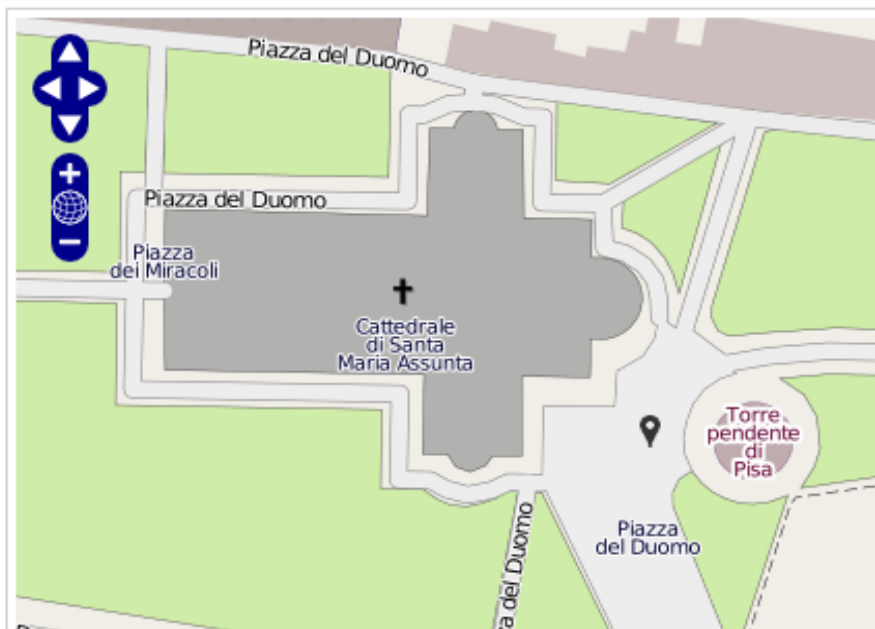 Piazza del Duomo
Piazza del Duomo
Piazza
dei Miracoli
Cattedrale
di Santa
Maria Assunta
Torre
pendente
di
Pisa
Piazza
del Duomo
del Duomo